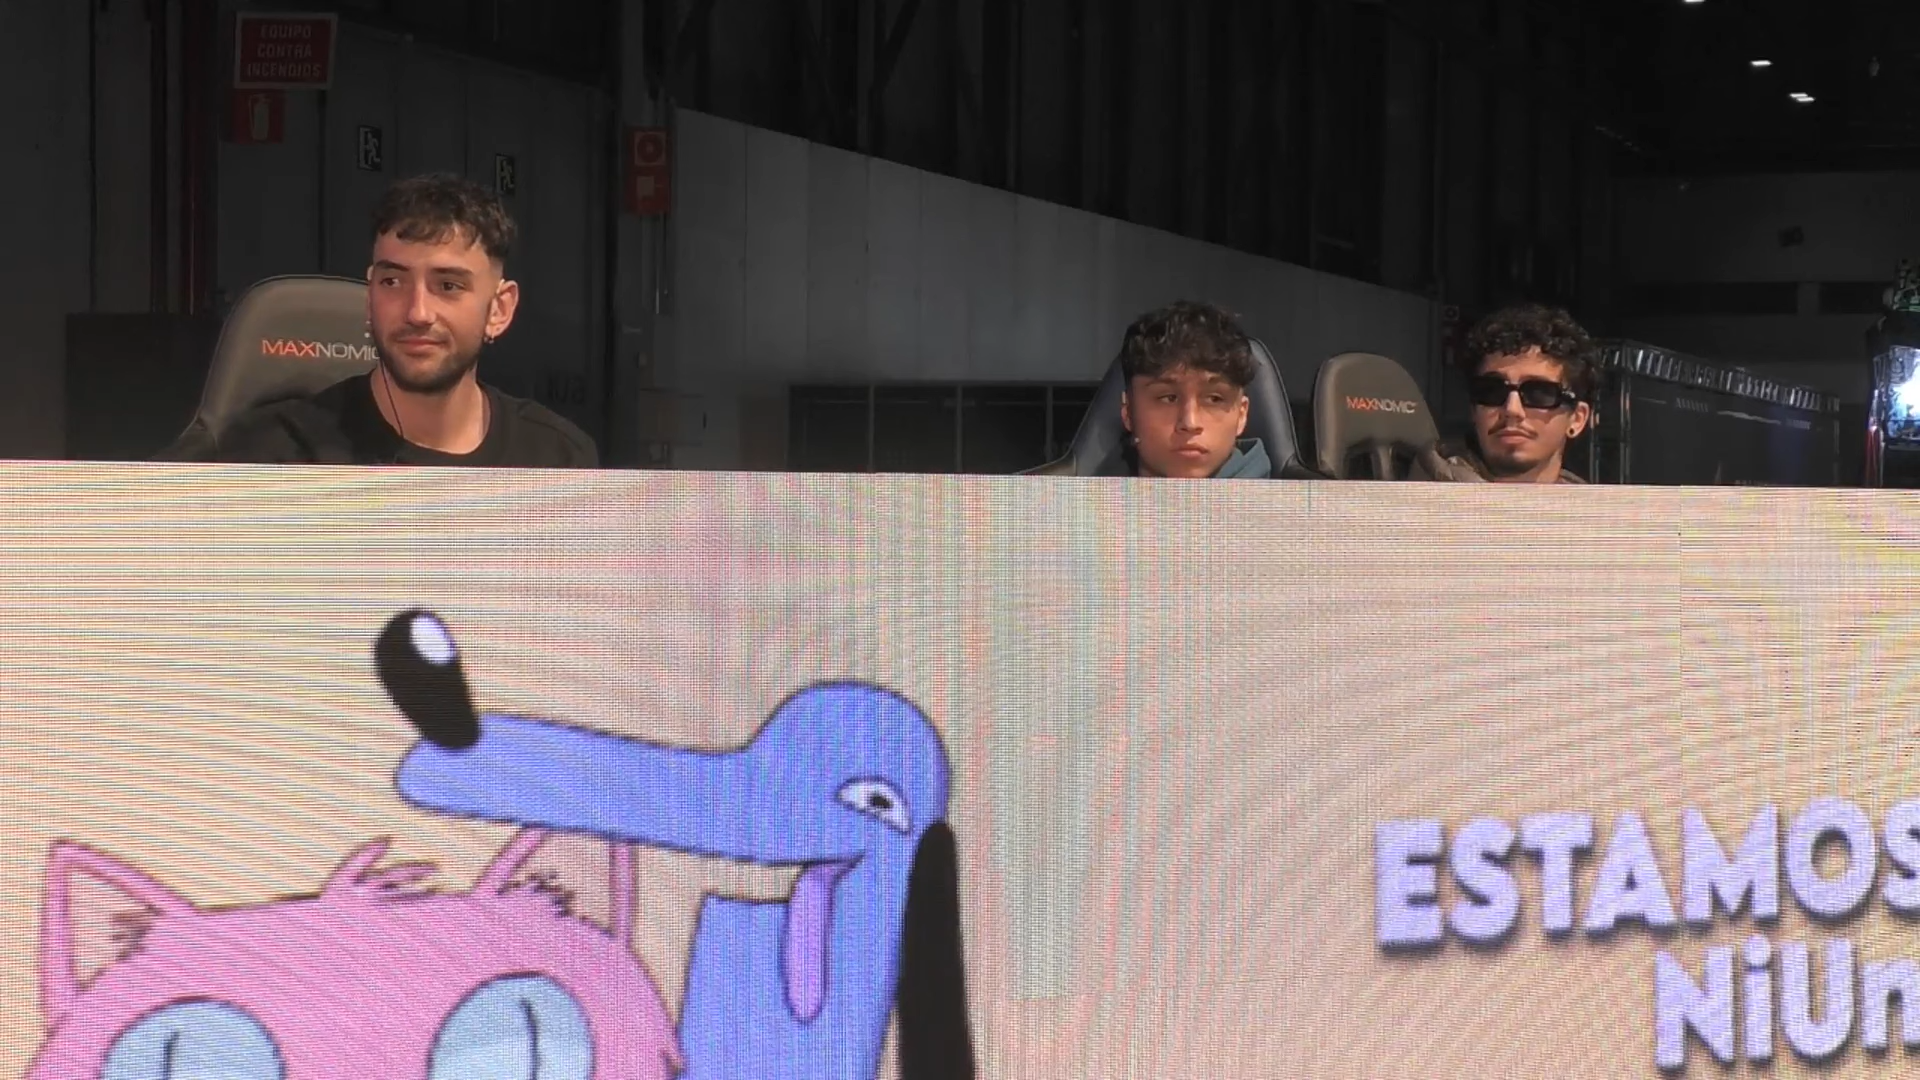 EQUIPO
CONTRA
INCENDIOS
MAXNOMIC
MAXNOMIC
ESTAMOS
NiUn